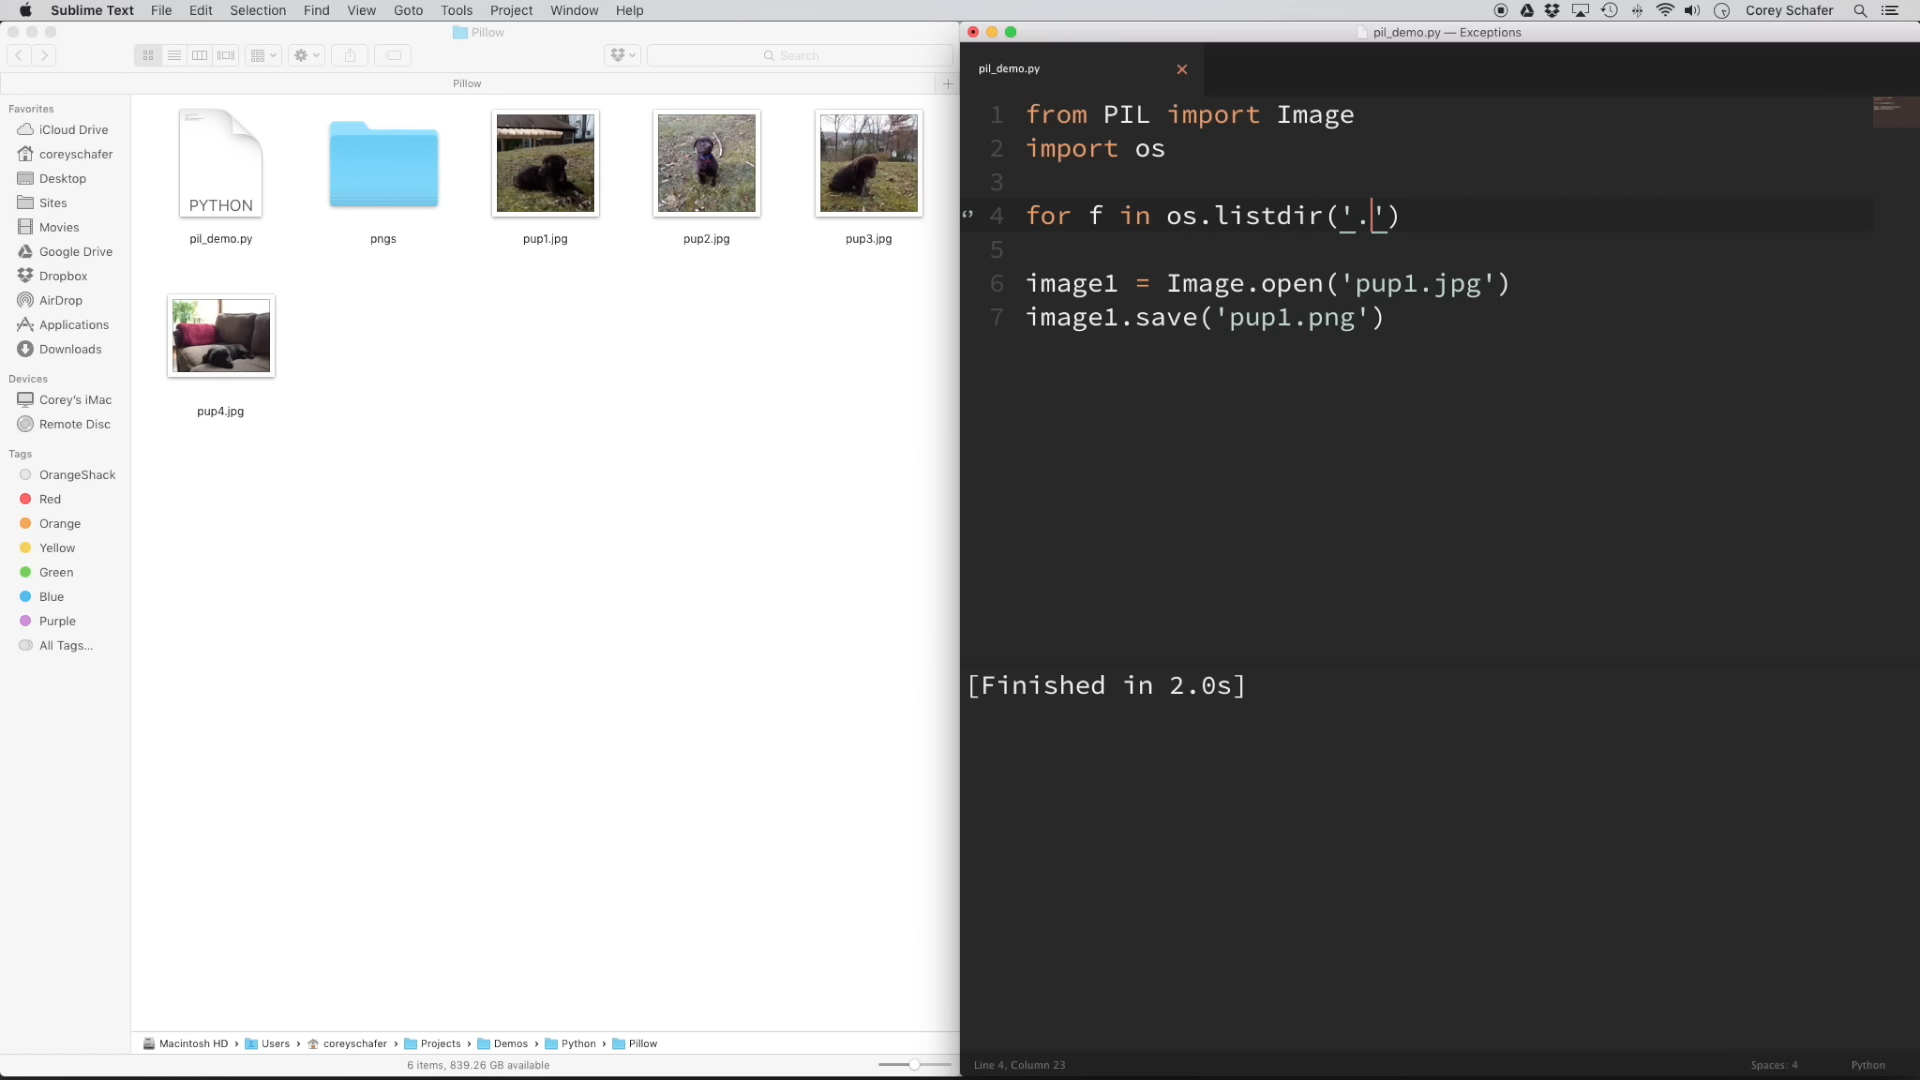 Sublime Text File Edit Selection Find View Goto Tools Project Window Help Corey Schafer
Pillow
Search
Pillow
Favorites
iCloud Drive
coreyschafer
Desktop
Sites
Movies
Google Drive
Dropbox
AirDrop
Applications
Downloads
Devices
Corey's iMac
Remote Disc
Tags
OrangeShack
Red
Orange
Yellow
Green
Blue
Purple
All Tags...
PYTHON
pil_demo.py pngs pup1.jpg pup2.jpg pup3.jpg
pup4.jpg
Macintosh HD › Users › coreyschafer › Projects › Demos › Python › Pillow
6 items, 839.26 GB available
pil_demo.py — Exceptions
pil_demo.py
1 from PIL import Image
2 import os
3
4 for f in os.listdir('.')
5
6 image1 = Image.open('pup1.jpg')
7 image1.save('pup1.png')
[Finished in 2.0s]
Line 4, Column 23 Spaces: 4 Python